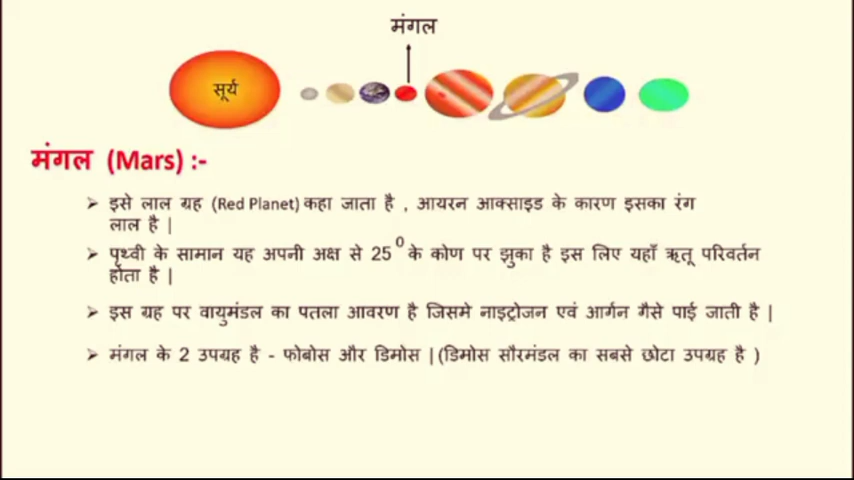 मंगल
सूर्य
मंगल (Mars) :-
➢ इसे लाल ग्रह (Red Planet) कहा जाता है , आयरन आक्साइड के कारण इसका रंग
लाल है |
➢ पृथ्वी के सामान यह अपनी अक्ष से 25⁰ के कोण पर झुका है इस लिए यहाँ ऋतू परिवर्तन
होता है |
➢ इस ग्रह पर वायुमंडल का पतला आवरण है जिसमे नाइट्रोजन एवं आर्गन गैसे पाई जाती है |
➢ मंगल के 2 उपग्रह है - फोबोस और डिमोस | (डिमोस सौरमंडल का सबसे छोटा उपग्रह है )